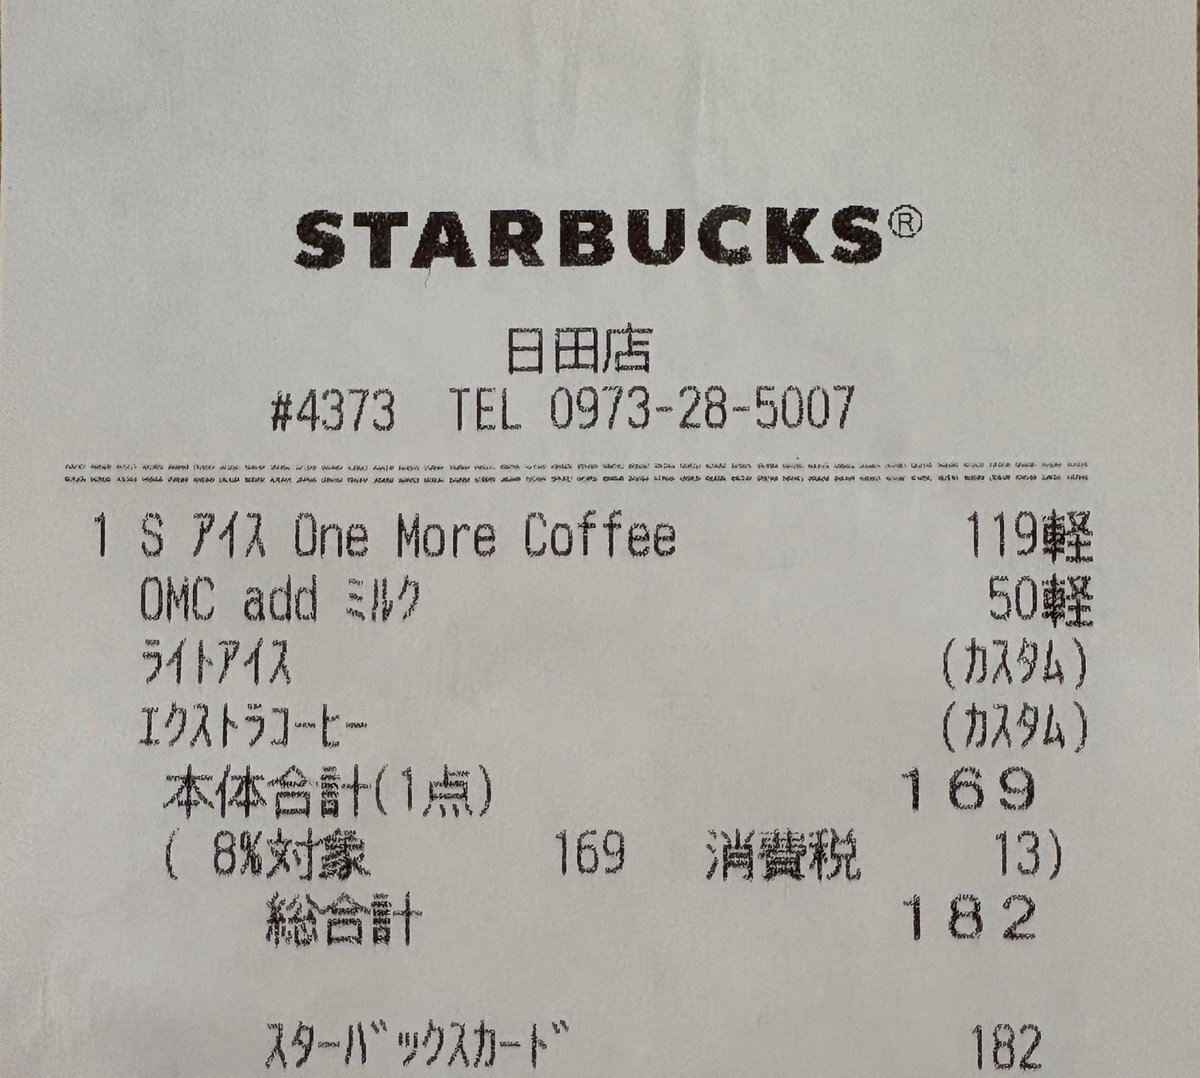 STARBUCKS®
日田店
#4373 TEL 0973-28-5007
1 S アイス One More Coffee 119軽
OMC add ミルク 50軽
ライトアイス (カスタム)
エクストラコーヒー (カスタム)
本体合計(1点) 169
( 8%対象 169 消費税 13)
総合計 182
スターバックスカード 182